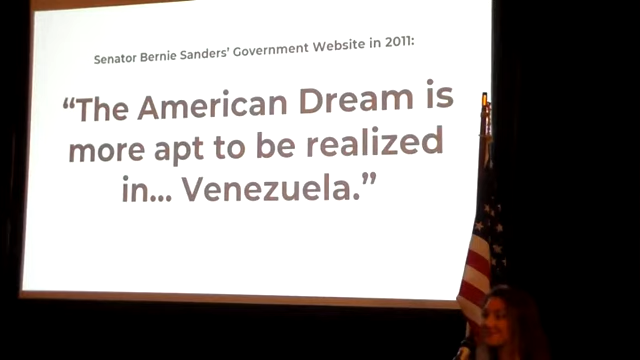 Senator Bernie Sanders' Government Website in 2011:
“The American Dream is
more apt to be realized
in... Venezuela.”